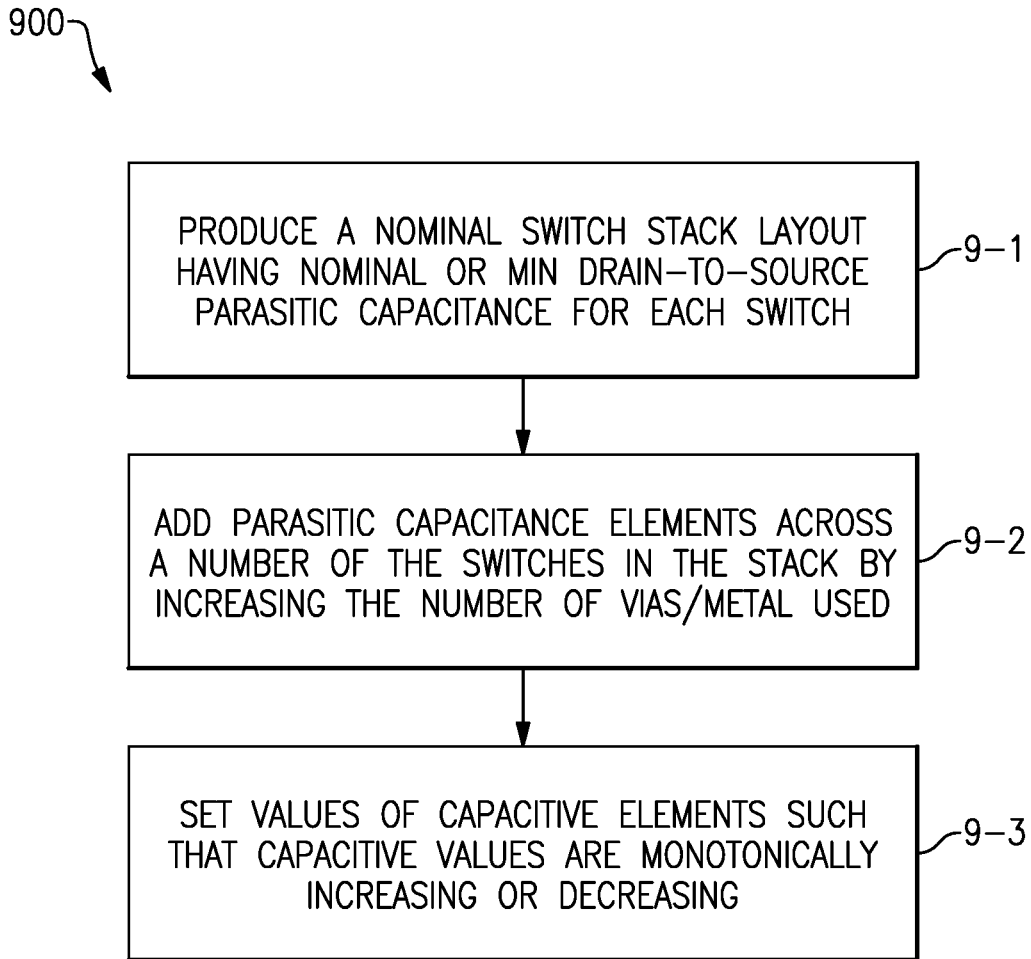 900
PRODUCE A NOMINAL SWITCH STACK LAYOUT
HAVING NOMINAL OR MIN DRAIN-TO-SOURCE
PARASITIC CAPACITANCE FOR EACH SWITCH
9-1
ADD PARASITIC CAPACITANCE ELEMENTS ACROSS
A NUMBER OF THE SWITCHES IN THE STACK BY
INCREASING THE NUMBER OF VIAS/METAL USED
9-2
SET VALUES OF CAPACITIVE ELEMENTS SUCH
THAT CAPACITIVE VALUES ARE MONOTONICALLY
INCREASING OR DECREASING
9-3